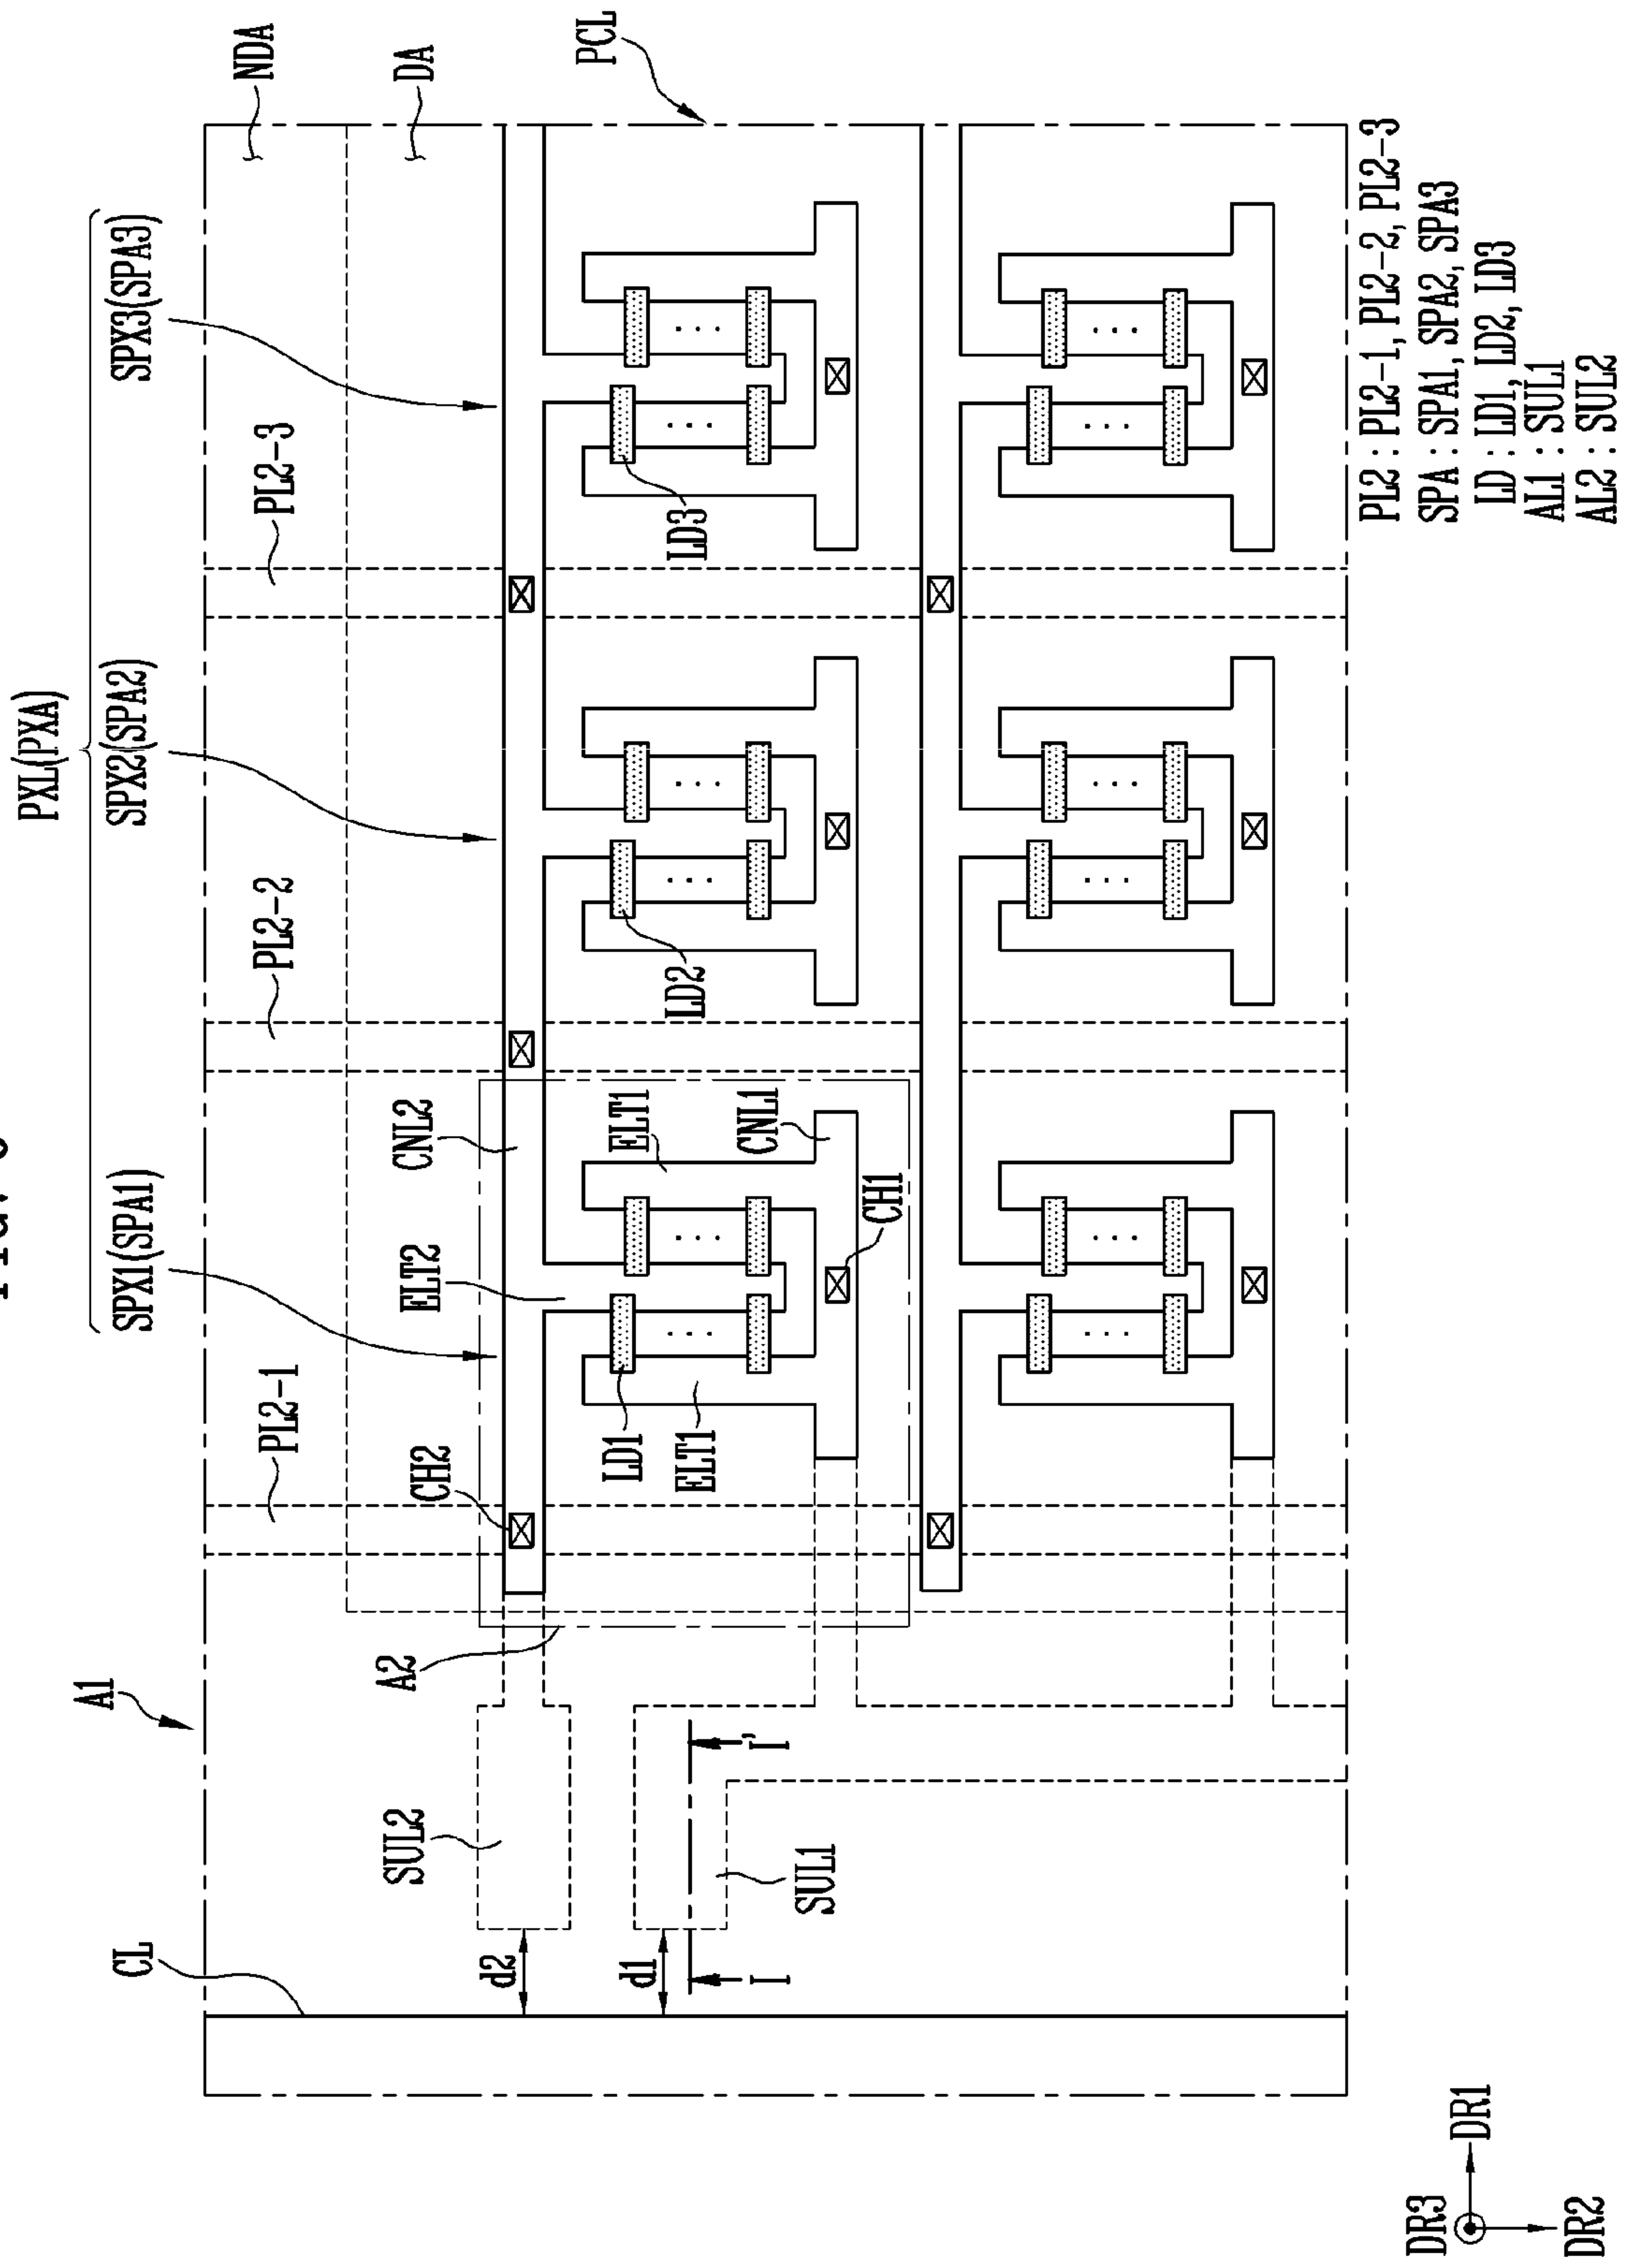 PXL(PXA)
SPX1(SPA1)
SPX2(SPA2)
SPX3(SPA3)
A1
CL
PL2-1
PL2-2
PL2-3
NDA
DA
SUL2
A2
CH2
ELT2
CNL2
d2
d1
I
I'
LD1
ELT1
ELT1
LD2
LD3
PCL
SUL1
CH1
CNL1
PL2 : PL2-1, PL2-2, PL2-3
SPA : SPA1, SPA2, SPA3
LD : LD1, LD2, LD3
AL1 : SUL1
AL2 : SUL2
DR3
DR1
DR2